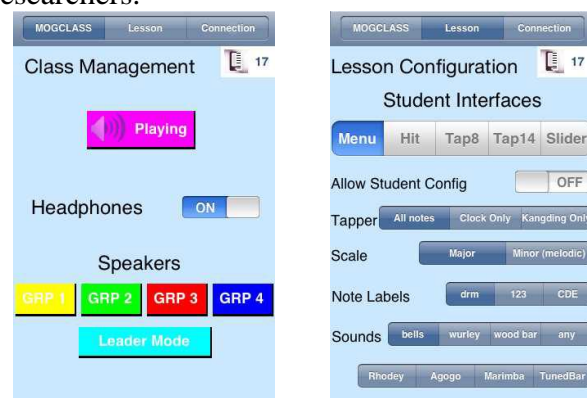 esearchers.
MOGCLASS Lesson Connection
Class Management 17
Playing
Headphones ON
Speakers
GRP 1 GRP 2 GRP 3 GRP 4
Leader Mode
MOGCLASS Lesson Connection
Lesson Configuration 17
Student Interfaces
Menu Hit Tap8 Tap14 Slider
Allow Student Config OFF
Tapper All notes Clock Only Kangding Only
Scale Major Minor (melodic)
Note Labels drm 123 CDE
Sounds bells wurley wood bar any
Rhodey Agogo Marimba TunedBar